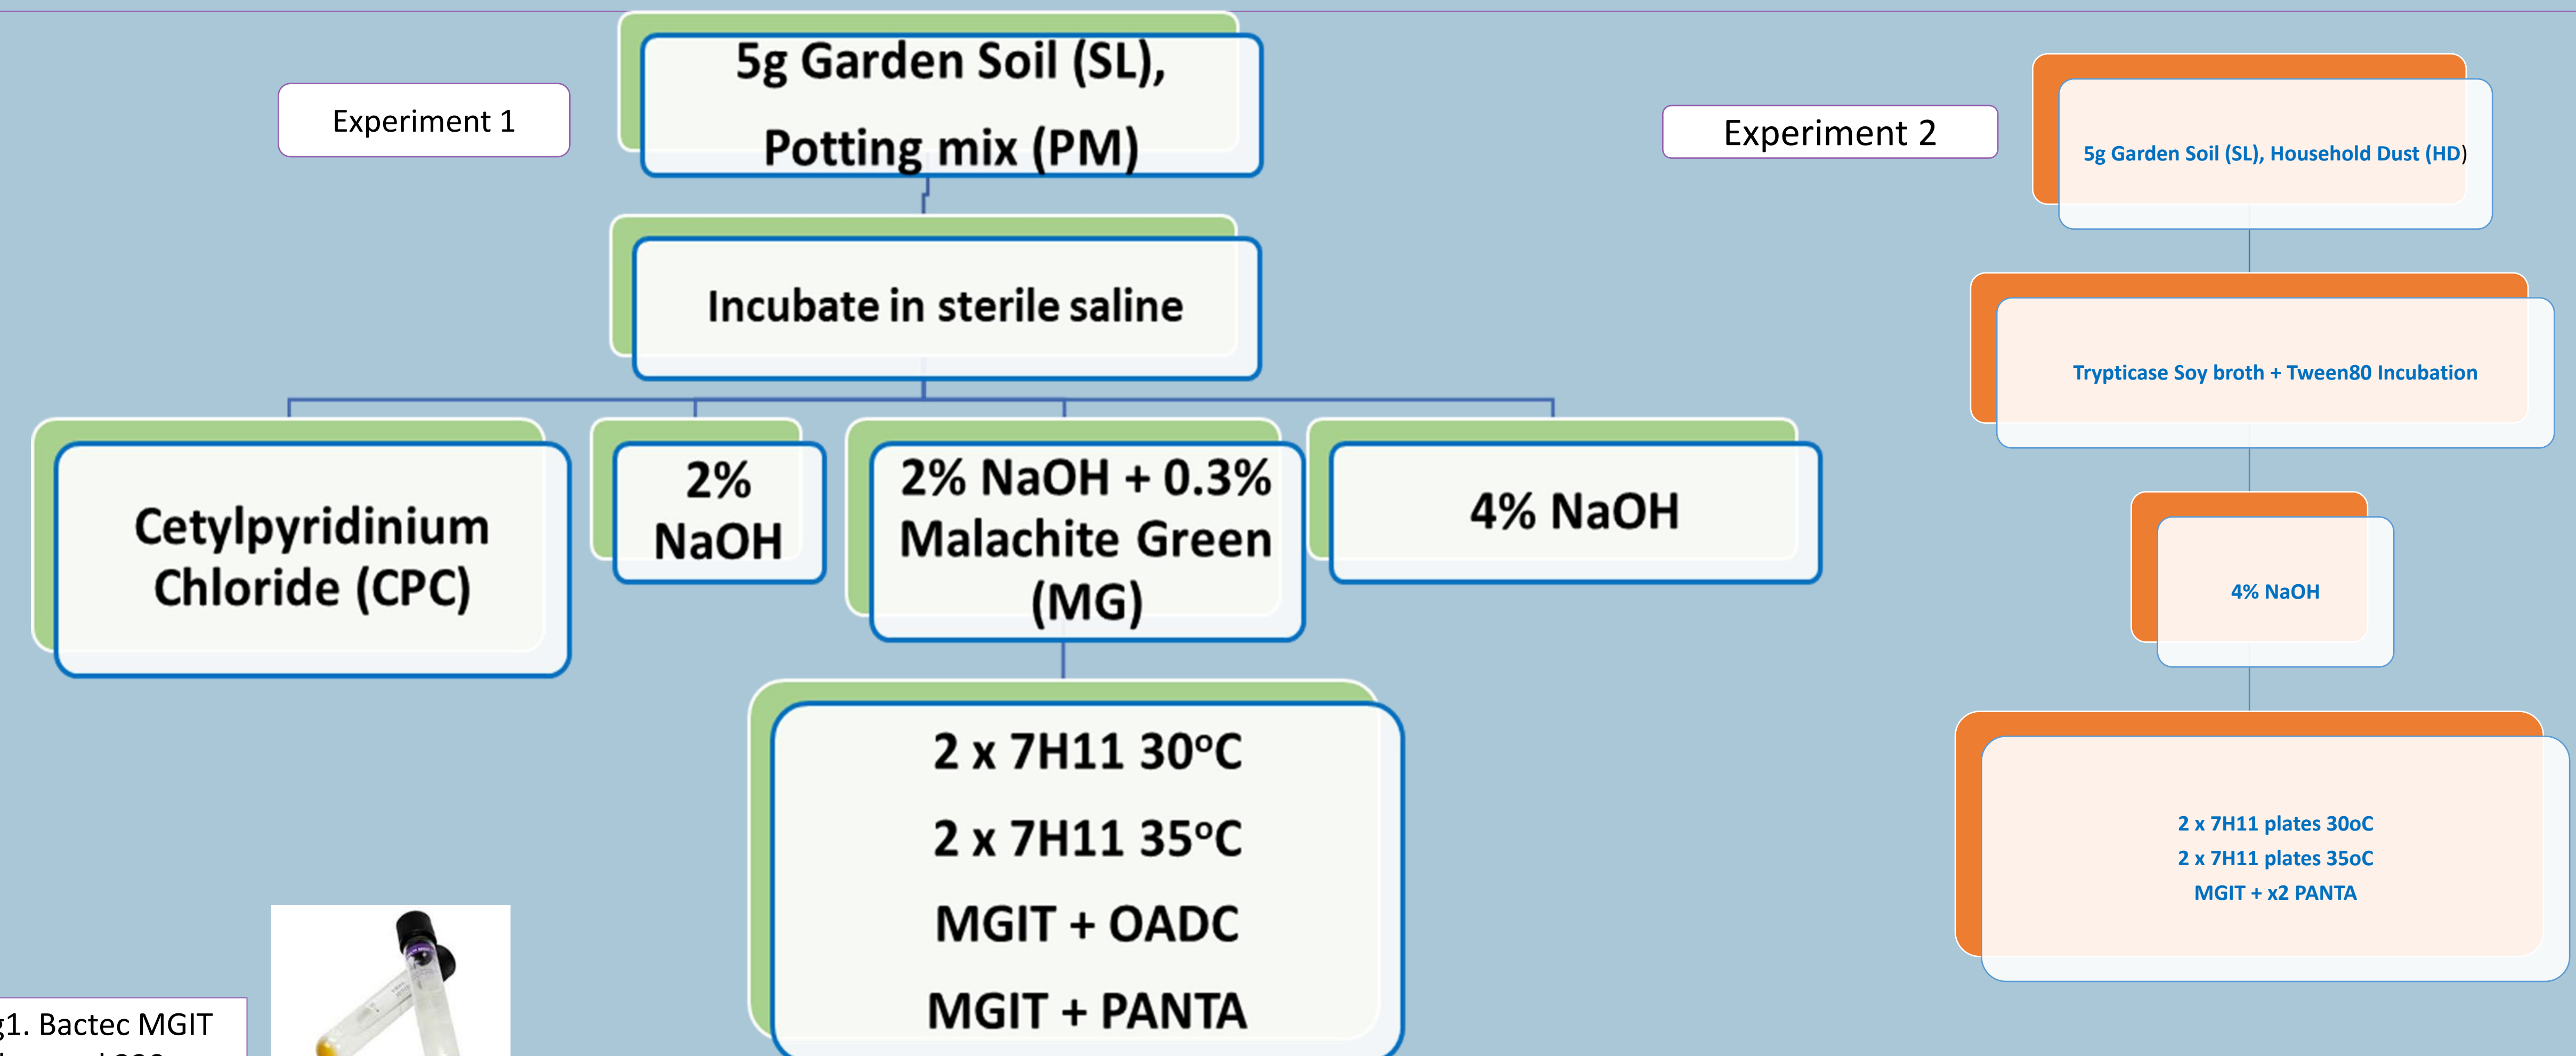 Experiment 1
5g Garden Soil (SL),
Potting mix (PM)
Incubate in sterile saline
Cetylpyridinium
Chloride (CPC)
2%
NaOH
2% NaOH + 0.3%
Malachite Green
(MG)
4% NaOH
2 x 7H11 30ºC
2 x 7H11 35ºC
MGIT + OADC
MGIT + PANTA
Experiment 2
5g Garden Soil (SL), Household Dust (HD)
Trypticase Soy broth + Tween80 Incubation
4% NaOH
2 x 7H11 plates 30oC
2 x 7H11 plates 35oC
MGIT + x2 PANTA
Bactec MGIT